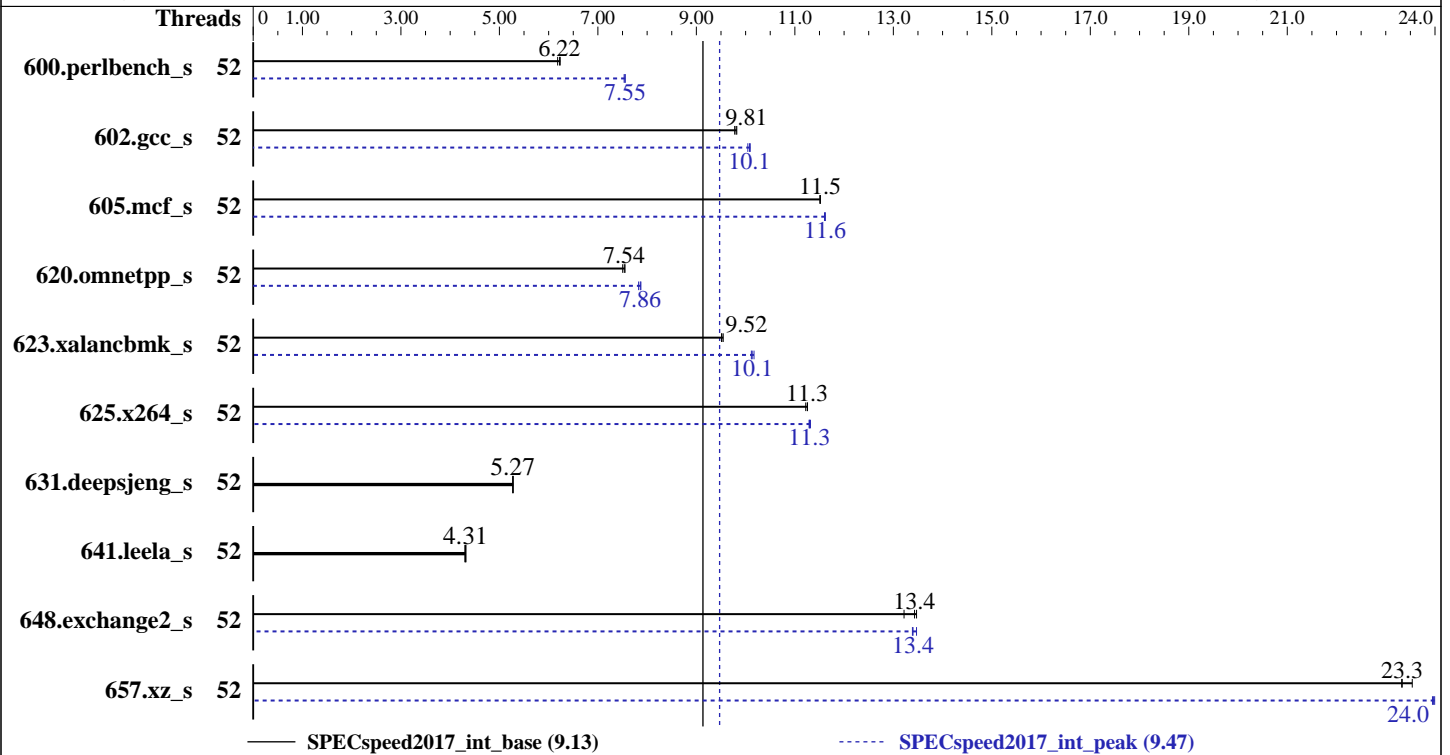 Threads 0 1.00 3.00 5.00 7.00 9.00 11.0 13.0 15.0 17.0 19.0 21.0 24.0
6.22
600.perlbench_s 52
7.55
9.81
602.gcc_s 52
10.1
11.5
605.mcf_s 52
11.6
7.54
620.omnetpp_s 52
7.86
9.52
623.xalancbmk_s 52
10.1
11.3
625.x264_s 52
11.3
5.27
631.deepsjeng_s 52
4.31
641.leela_s 52
13.4
648.exchange2_s 52
13.4
23.3
657.xz_s 52
24.0
SPECspeed2017_int_base (9.13) SPECspeed2017_int_peak (9.47)